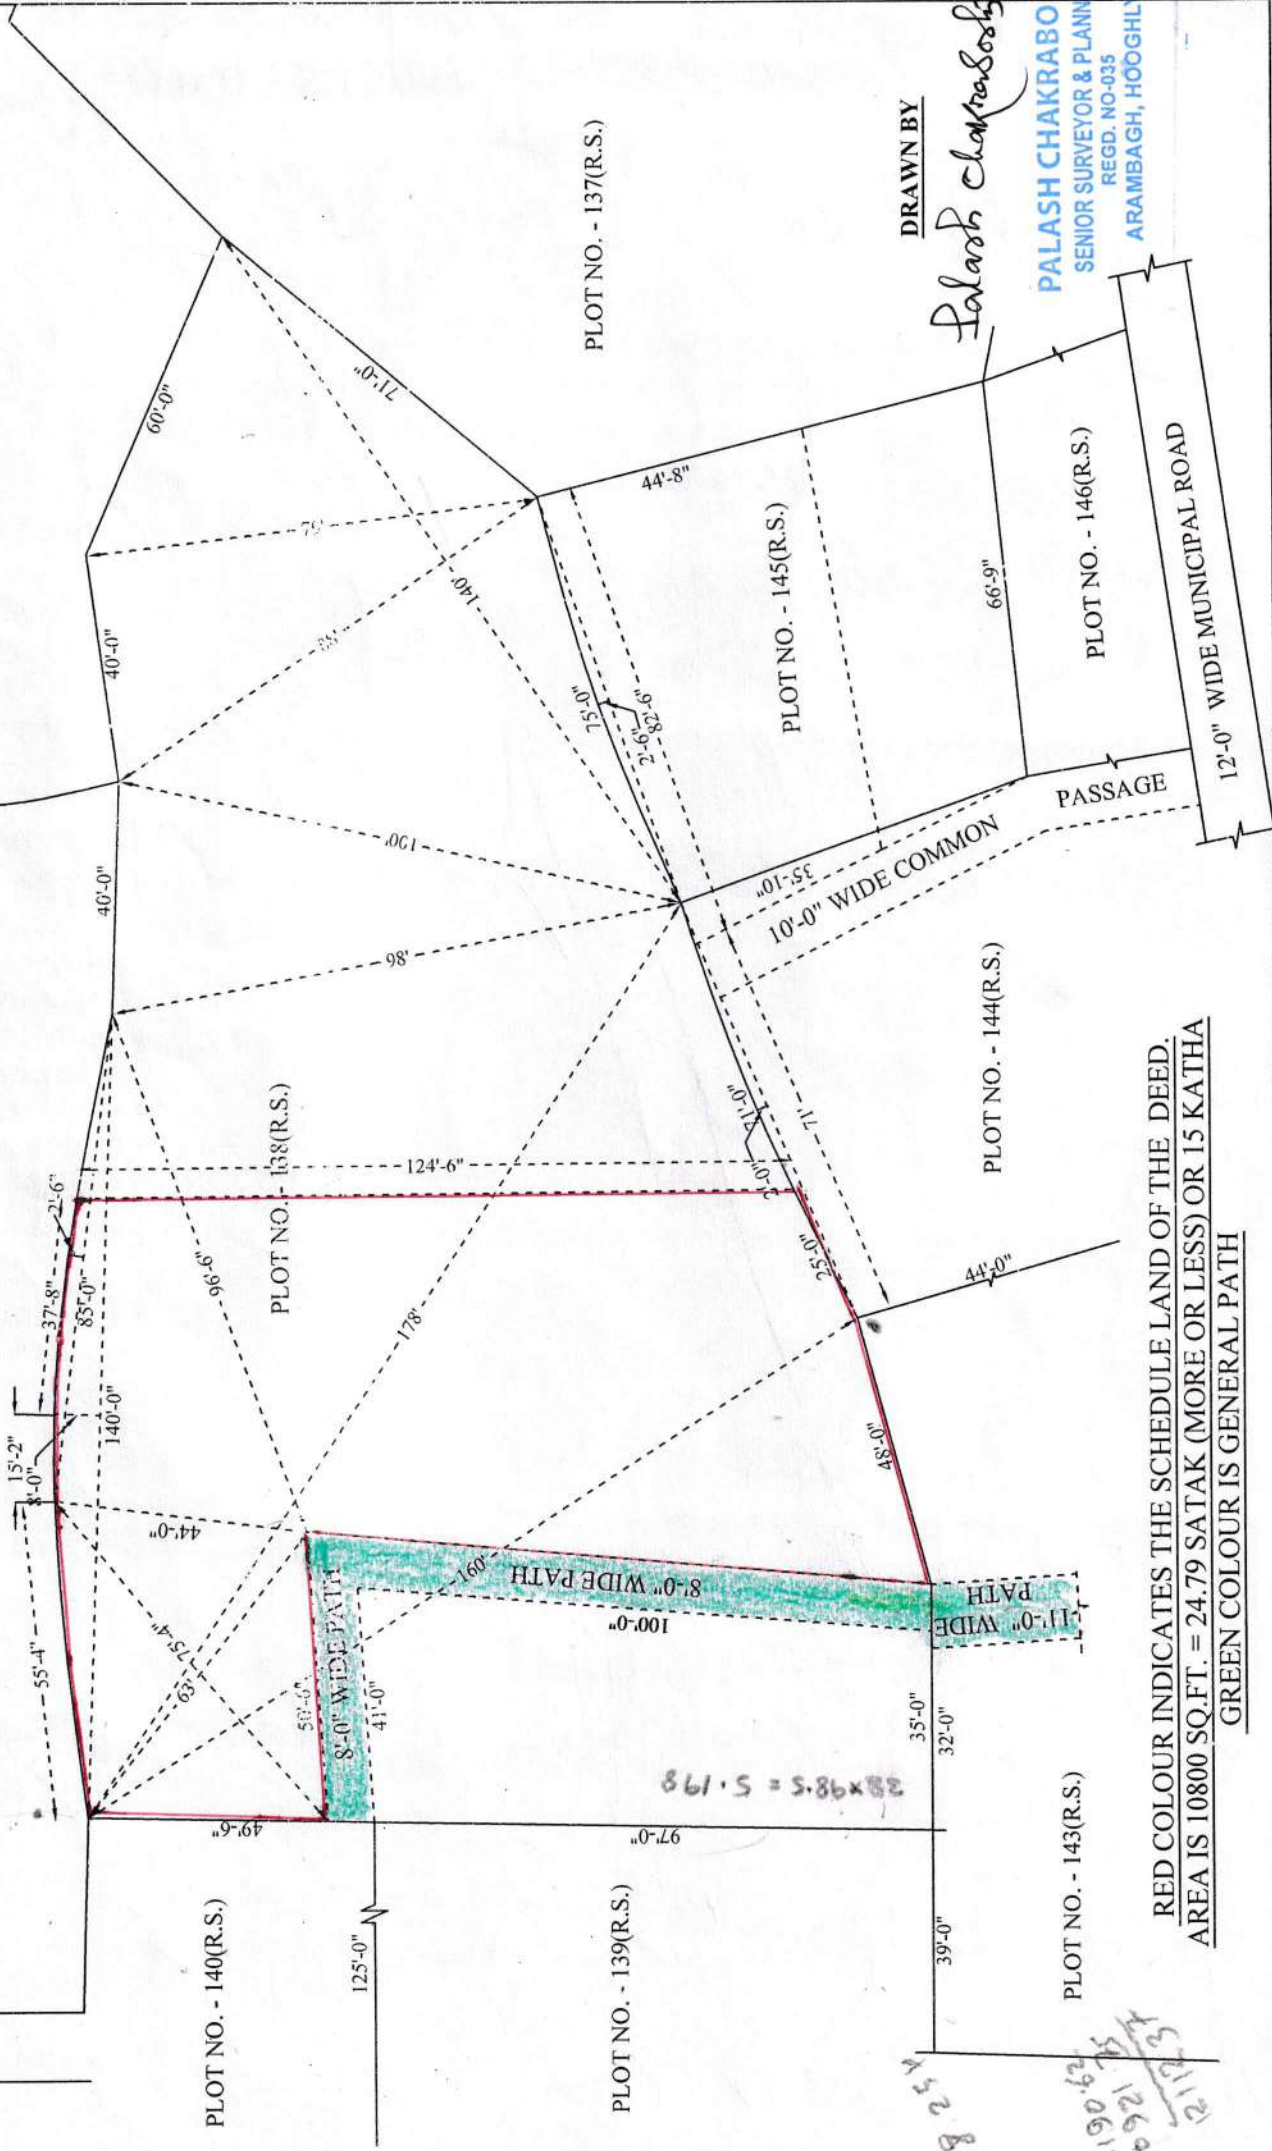 PLOT NO. - 140(R.S.)
125'-0"
PLOT NO. - 139(R.S.)
39'-0"
PLOT NO. - 143(R.S.)
49'-6"
97'-0"
55'-4"
15'-2"
8'-0"
37'-8"
2'-6"
85'-0"
140'-0"
44'-0"
75'-4"
63'
96'-6"
178'
160'
8'-0" WIDE PATH
41'-0"
8'-0" WIDE PATH
100'-0"
11'-0" WIDE
PATH
35'-0"
32'-0"
48'-0"
25'-0"
2'-0"
71'-0"
71'
44'-0"
124'-6"
PLOT NO. - 138(R.S.)
PLOT NO. - 144(R.S.)
98'
100'
40'-0"
40'-0"
60'-0"
71'-0"
140'
75'-0"
2'-6"
82'-6"
44'-8"
35'-10"
10'-0" WIDE COMMON
PASSAGE
PLOT NO. - 145(R.S.)
66'-9"
PLOT NO. - 146(R.S.)
12'-0" WIDE MUNICIPAL ROAD
PLOT NO. - 137(R.S.)
DRAWN BY
Palash Chakraborty
PALASH CHAKRABO
SENIOR SURVEYOR & PLANN
REGD. NO-035
ARAMBAGH, HOOGHLY
RED COLOUR INDICATES THE SCHEDULE LAND OF THE DEED.
AREA IS 10800 SQ.FT. = 24.79 SATAK (MORE OR LESS) OR 15 KATHA
GREEN COLOUR IS GENERAL PATH
98.5 = 5.198